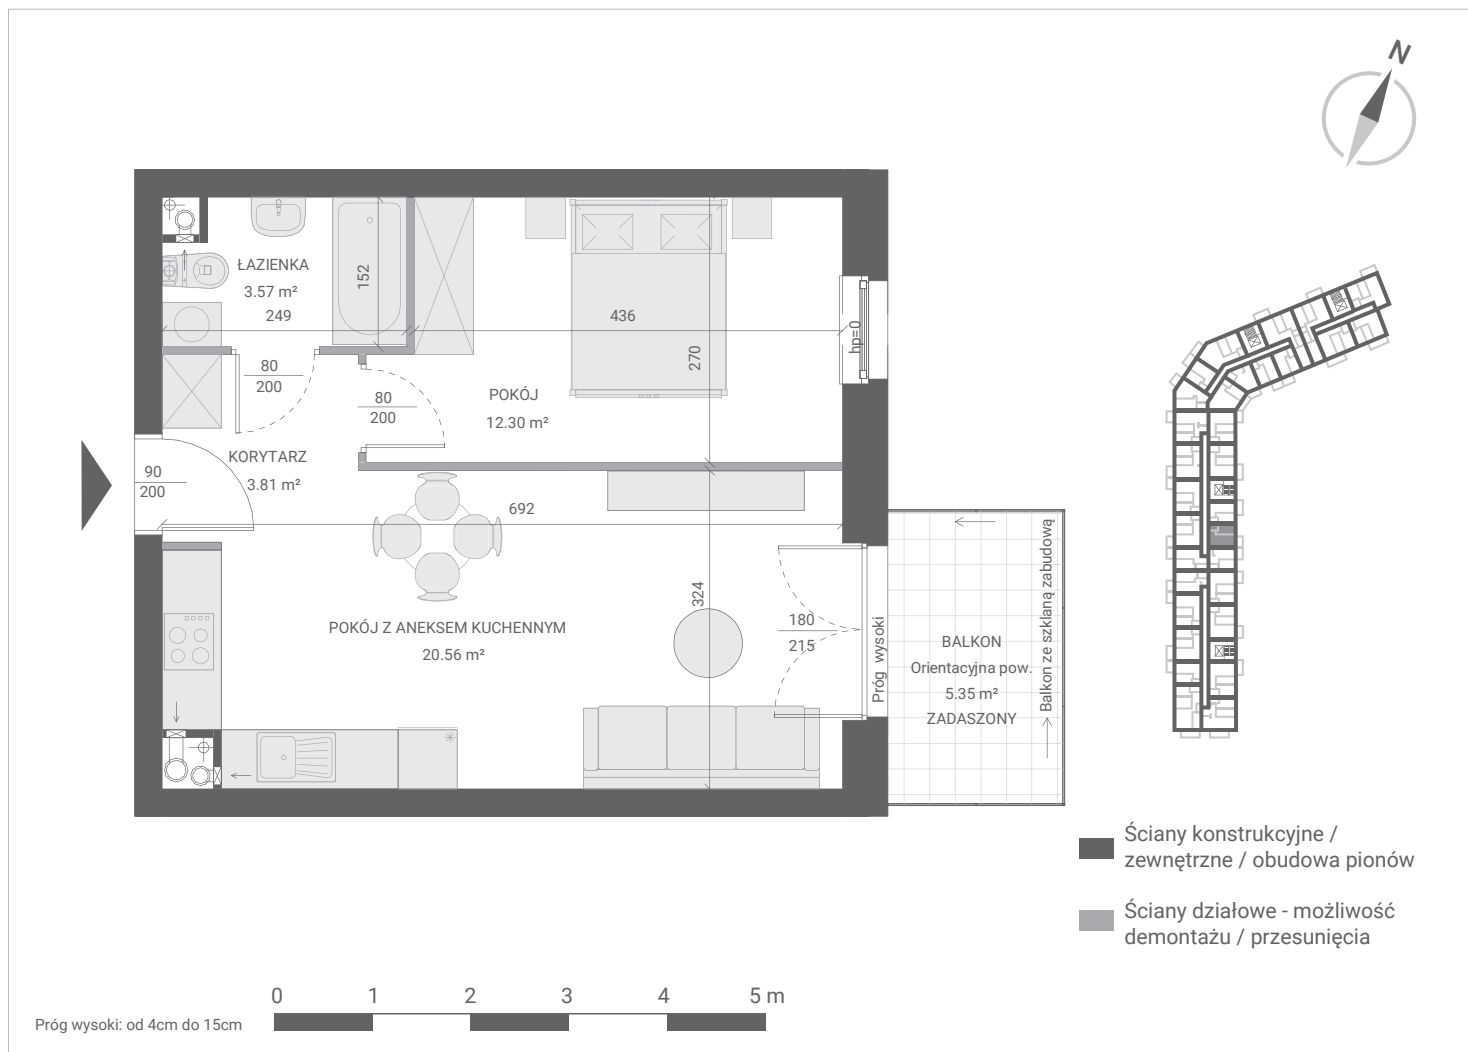 N
ŁAZIENKA
3.57 m²
249
152
436
270
hp=0
80
200
80
200
POKÓJ
12.30 m²
KORYTARZ
3.81 m²
90
200
692
324
POKÓJ Z ANEKSEM KUCHENNYM
20.56 m²
180
215
Próg wysoki
BALKON
Orientacyjna pow.
5.35 m²
ZADASZONY
Balkon ze szklaną zabudową
Ściany konstrukcyjne /
zewnętrzne / obudowa pionów
Ściany działowe - możliwość
demontażu / przesunięcia
Próg wysoki: od 4cm do 15cm
0 1 2 3 4 5 m